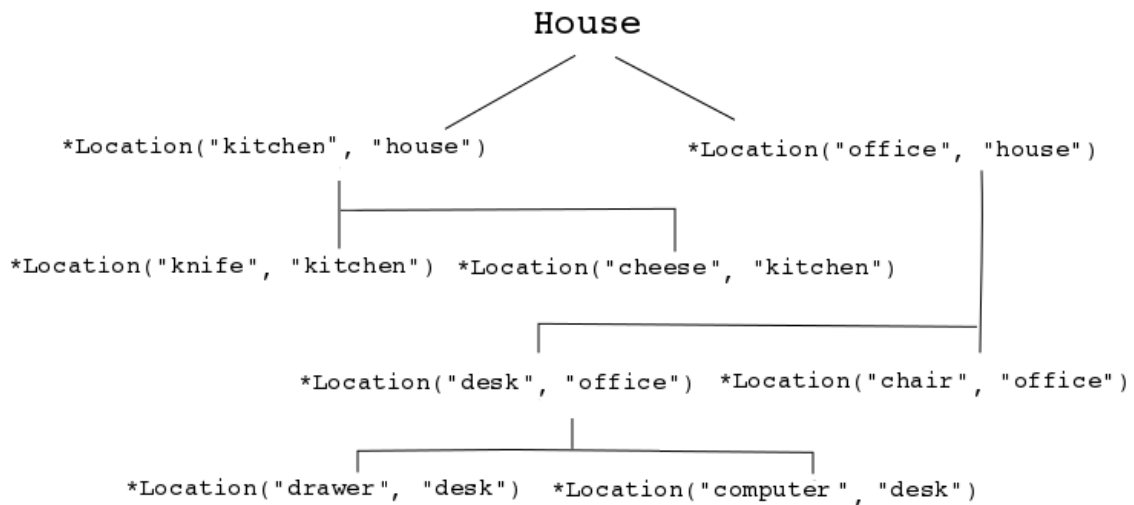 House
*Location("kitchen", "house")
*Location("office", "house")
*Location("knife", "kitchen")
*Location("cheese", "kitchen")
*Location("desk", "office")
*Location("chair", "office")
*Location("drawer", "desk")
*Location("computer", "desk")